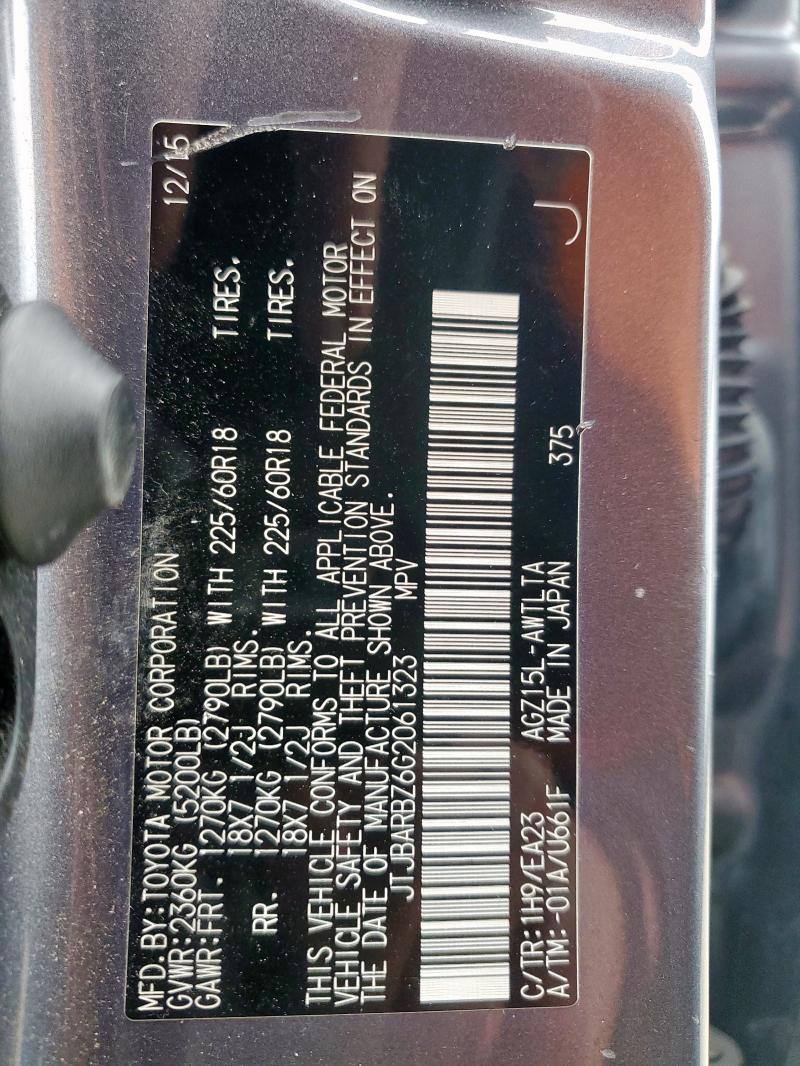 MFD.BY:TOYOTA MOTOR CORPORATION 12/15
GVWR:2360KG (5200LB)
GAWR:FRT. 1270KG (2790LB) WITH 225/60R18 TIRES.
18X7 1/2J RIMS.
RR. 1270KG (2790LB) WITH 225/60R18 TIRES.
18X7 1/2J RIMS.
THIS VEHICLE CONFORMS TO ALL APPLICABLE FEDERAL MOTOR
VEHICLE SAFETY AND THEFT PREVENTION STANDARDS IN EFFECT ON
THE DATE OF MANUFACTURE SHOWN ABOVE.
JTJBARBZ6G2061323 MPV
C/TR:1H9/EA23 AGZ15L-AWTLTA
A/TM:-01A/U661F MADE IN JAPAN 375 J